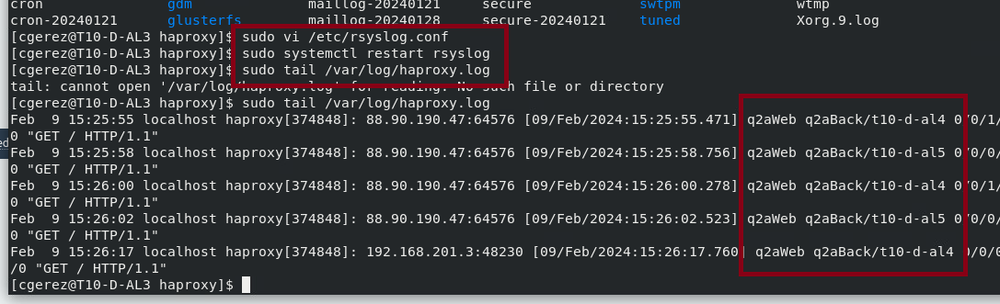 cron gdm maillog-20240121 secure swtpm wtmp
cron-20240121 glusterfs maillog-20240128 secure-20240121 tuned Xorg.9.log
[cgerez@T10-D-AL3 haproxy]$ sudo vi /etc/rsyslog.conf
[cgerez@T10-D-AL3 haproxy]$ sudo systemctl restart rsyslog
[cgerez@T10-D-AL3 haproxy]$ sudo tail /var/log/haproxy.log
tail: cannot open '/var/log/haproxy.log' for reading: No such file or directory
[cgerez@T10-D-AL3 haproxy]$ sudo tail /var/log/haproxy.log
Feb  9 15:25:55 localhost haproxy[374848]: 88.90.190.47:64576 [09/Feb/2024:15:25:55.471] q2aWeb q2aBack/t10-d-al4 0/0/1/
0 "GET / HTTP/1.1"
Feb  9 15:25:58 localhost haproxy[374848]: 88.90.190.47:64576 [09/Feb/2024:15:25:58.756] q2aWeb q2aBack/t10-d-al5 0/0/0/
0 "GET / HTTP/1.1"
Feb  9 15:26:00 localhost haproxy[374848]: 88.90.190.47:64576 [09/Feb/2024:15:26:00.278] q2aWeb q2aBack/t10-d-al4 0/0/1/
0 "GET / HTTP/1.1"
Feb  9 15:26:02 localhost haproxy[374848]: 88.90.190.47:64576 [09/Feb/2024:15:26:02.523] q2aWeb q2aBack/t10-d-al5 0/0/0/
0 "GET / HTTP/1.1"
Feb  9 15:26:17 localhost haproxy[374848]: 192.168.201.3:48230 [09/Feb/2024:15:26:17.760] q2aWeb q2aBack/t10-d-al4 0/0/0
/0 "GET / HTTP/1.1"
[cgerez@T10-D-AL3 haproxy]$